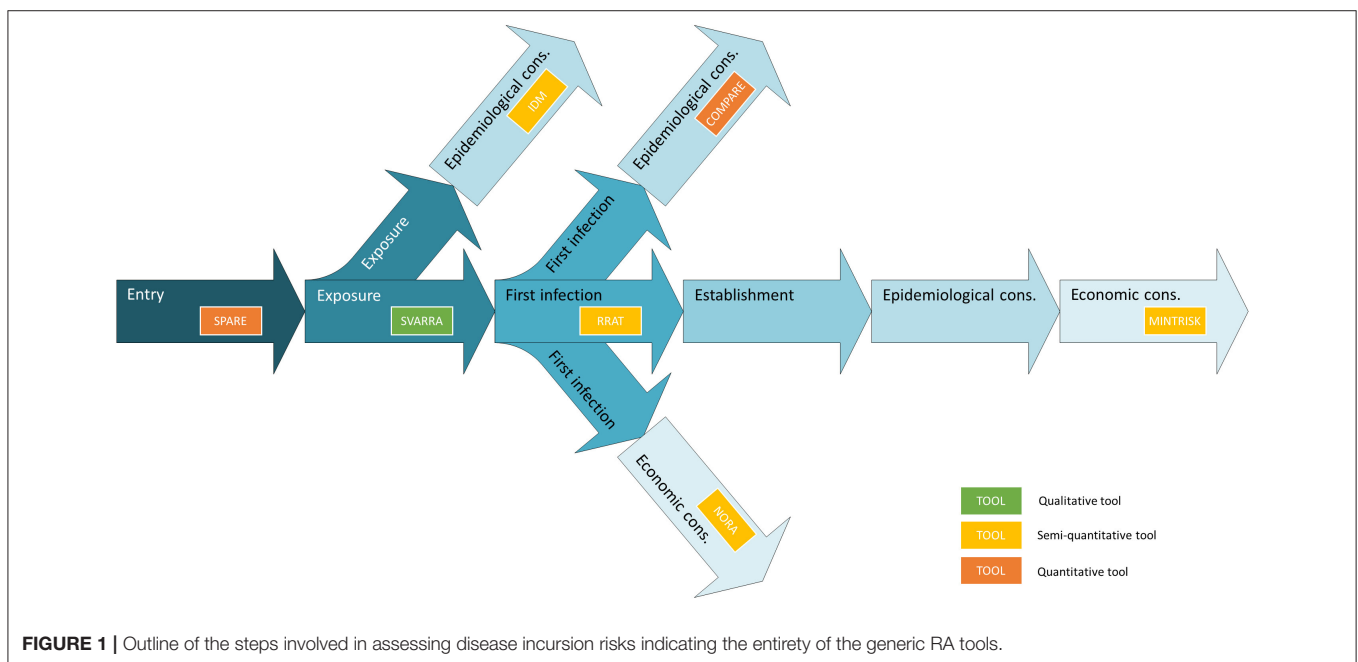 Epidemiological cons.
IDM
Epidemiological cons.
COMPARE
Exposure
First infection
Entry
SPARE
Exposure
SVARRA
First infection
RRAT
Establishment
Epidemiological cons.
Economic cons.
MINTRISK
First infection
Economic cons.
NORA
TOOL Qualitative tool
TOOL Semi-quantitative tool
TOOL Quantitative tool
FIGURE 1 | Outline of the steps involved in assessing disease incursion risks indicating the entirety of the generic RA tools.